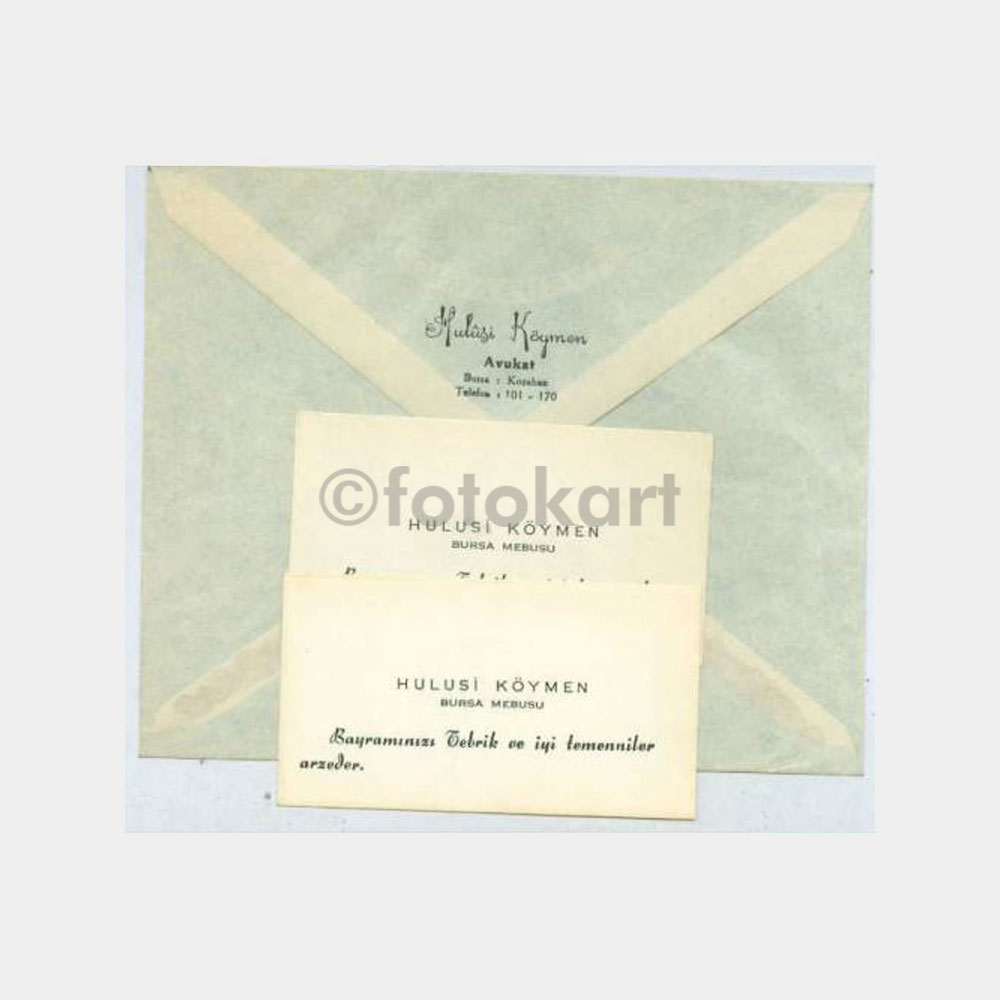 Hulûsi Köymen
Avukat
Bursa : Kozahan
Telefon : 101 - 170
©fotokart
HULUSİ KÖYMEN
BURSA MEBUSU
HULUSİ KÖYMEN
BURSA MEBUSU
Bayramınızı Tebrik ve iyi temenniler
arzeder.